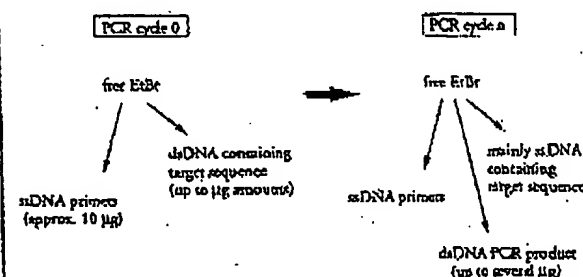 PCR cycle 0
free EtBr
dsDNA containing
target sequence
(up to µg amounts)
ssDNA primers
(approx. 10 µg)
PCR cycle n
free EtBr
mainly ssDNA
containing
target sequence
ssDNA primers
dsDNA PCR product
(up to several µg)